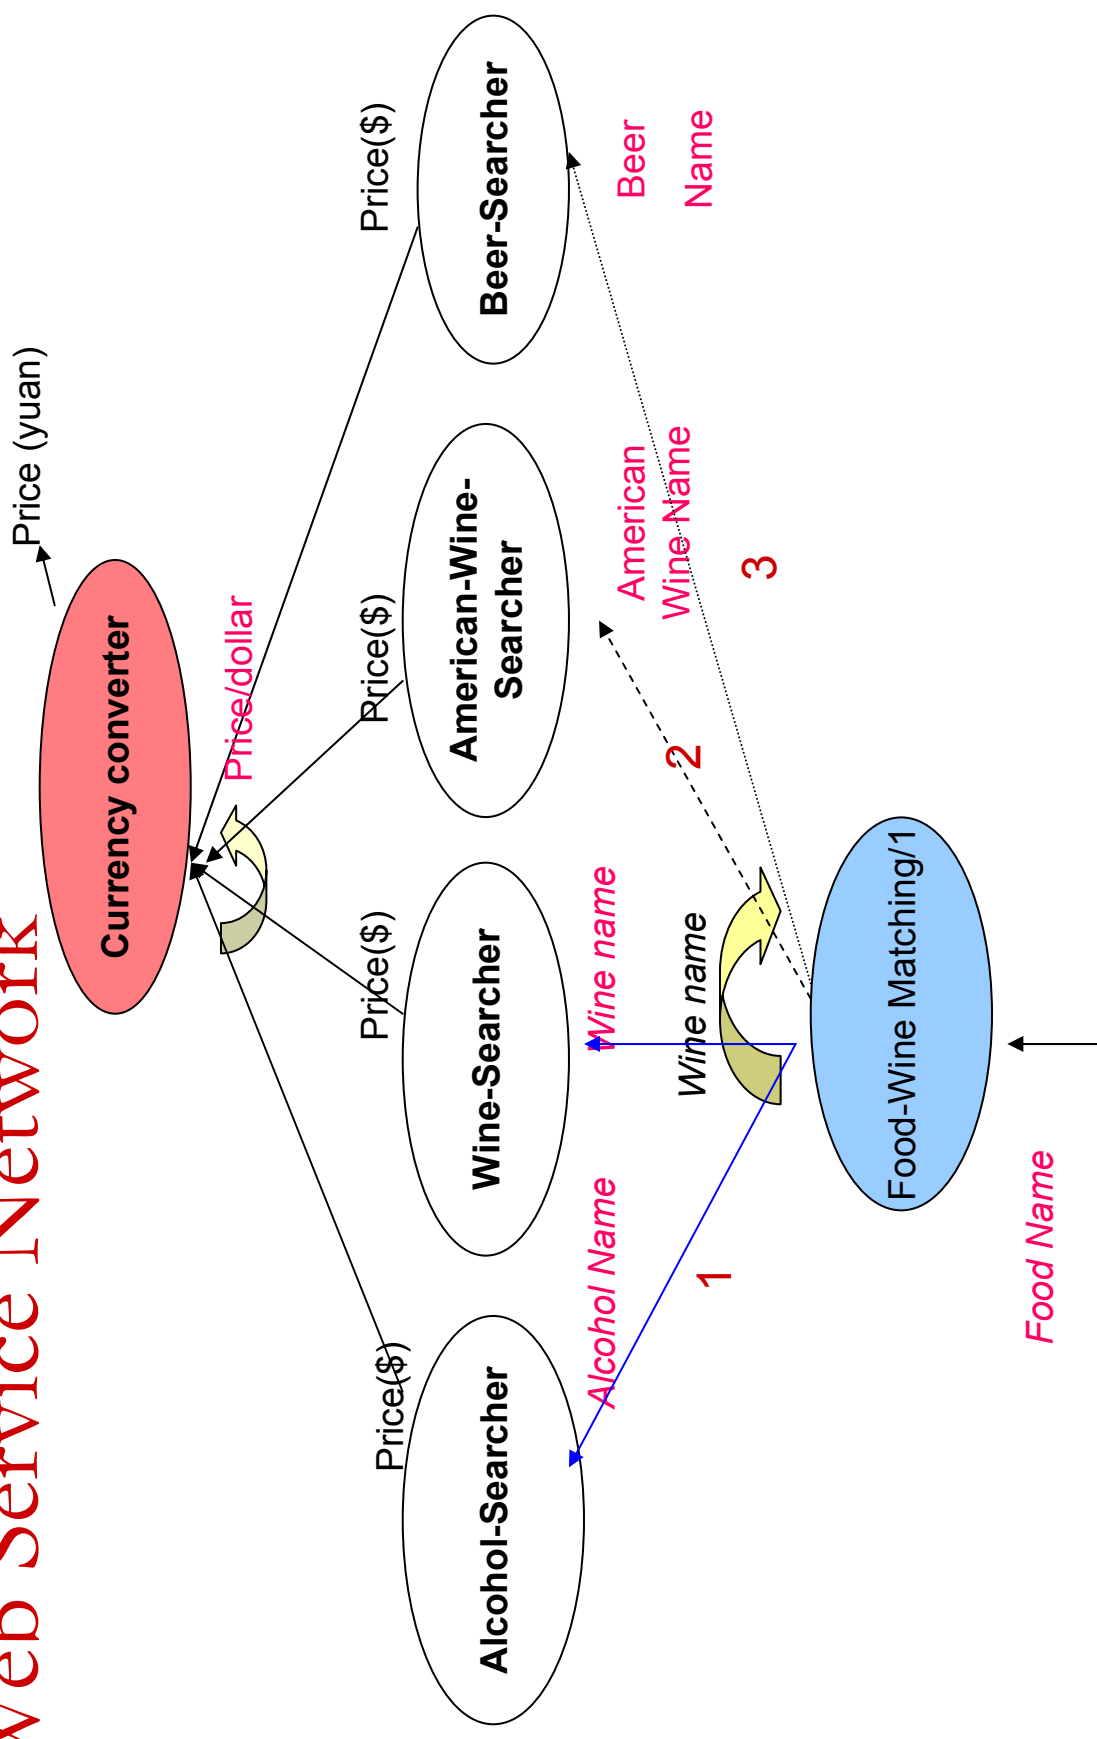 Web Service Network
Price (yuan)
Currency converter
Price/dollar
Price($)
Price($)
Price($)
Price($)
Alcohol-Searcher
Wine-Searcher
American-Wine-
Searcher
Beer-Searcher
Alcohol Name
Wine name
American
Wine Name
Beer
Name
Wine name
1
2
3
Food-Wine Matching/1
Food Name